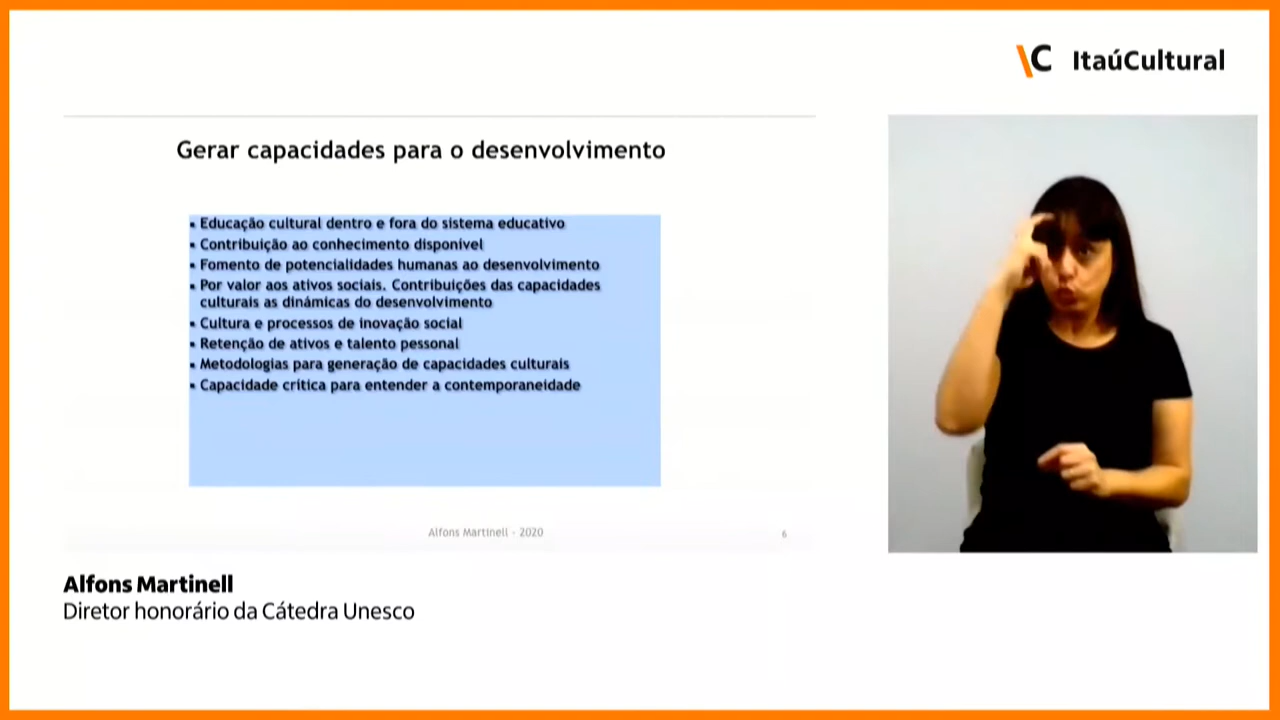 \C ItaúCultural
Gerar capacidades para o desenvolvimento
▪ Educação cultural dentro e fora do sistema educativo
▪ Contribuição ao conhecimento disponível
▪ Fomento de potencialidades humanas ao desenvolvimento
▪ Por valor aos ativos sociais. Contribuições das capacidades
culturais as dinámicas do desenvolvimento
▪ Cultura e processos de inovação social
▪ Retenção de ativos e talento pessonal
▪ Metodologias para generação de capacidades culturais
▪ Capacidade crítica para entender a contemporaneidade
Alfons Martinell - 2020
6
Alfons Martinell
Diretor honorário da Cátedra Unesco